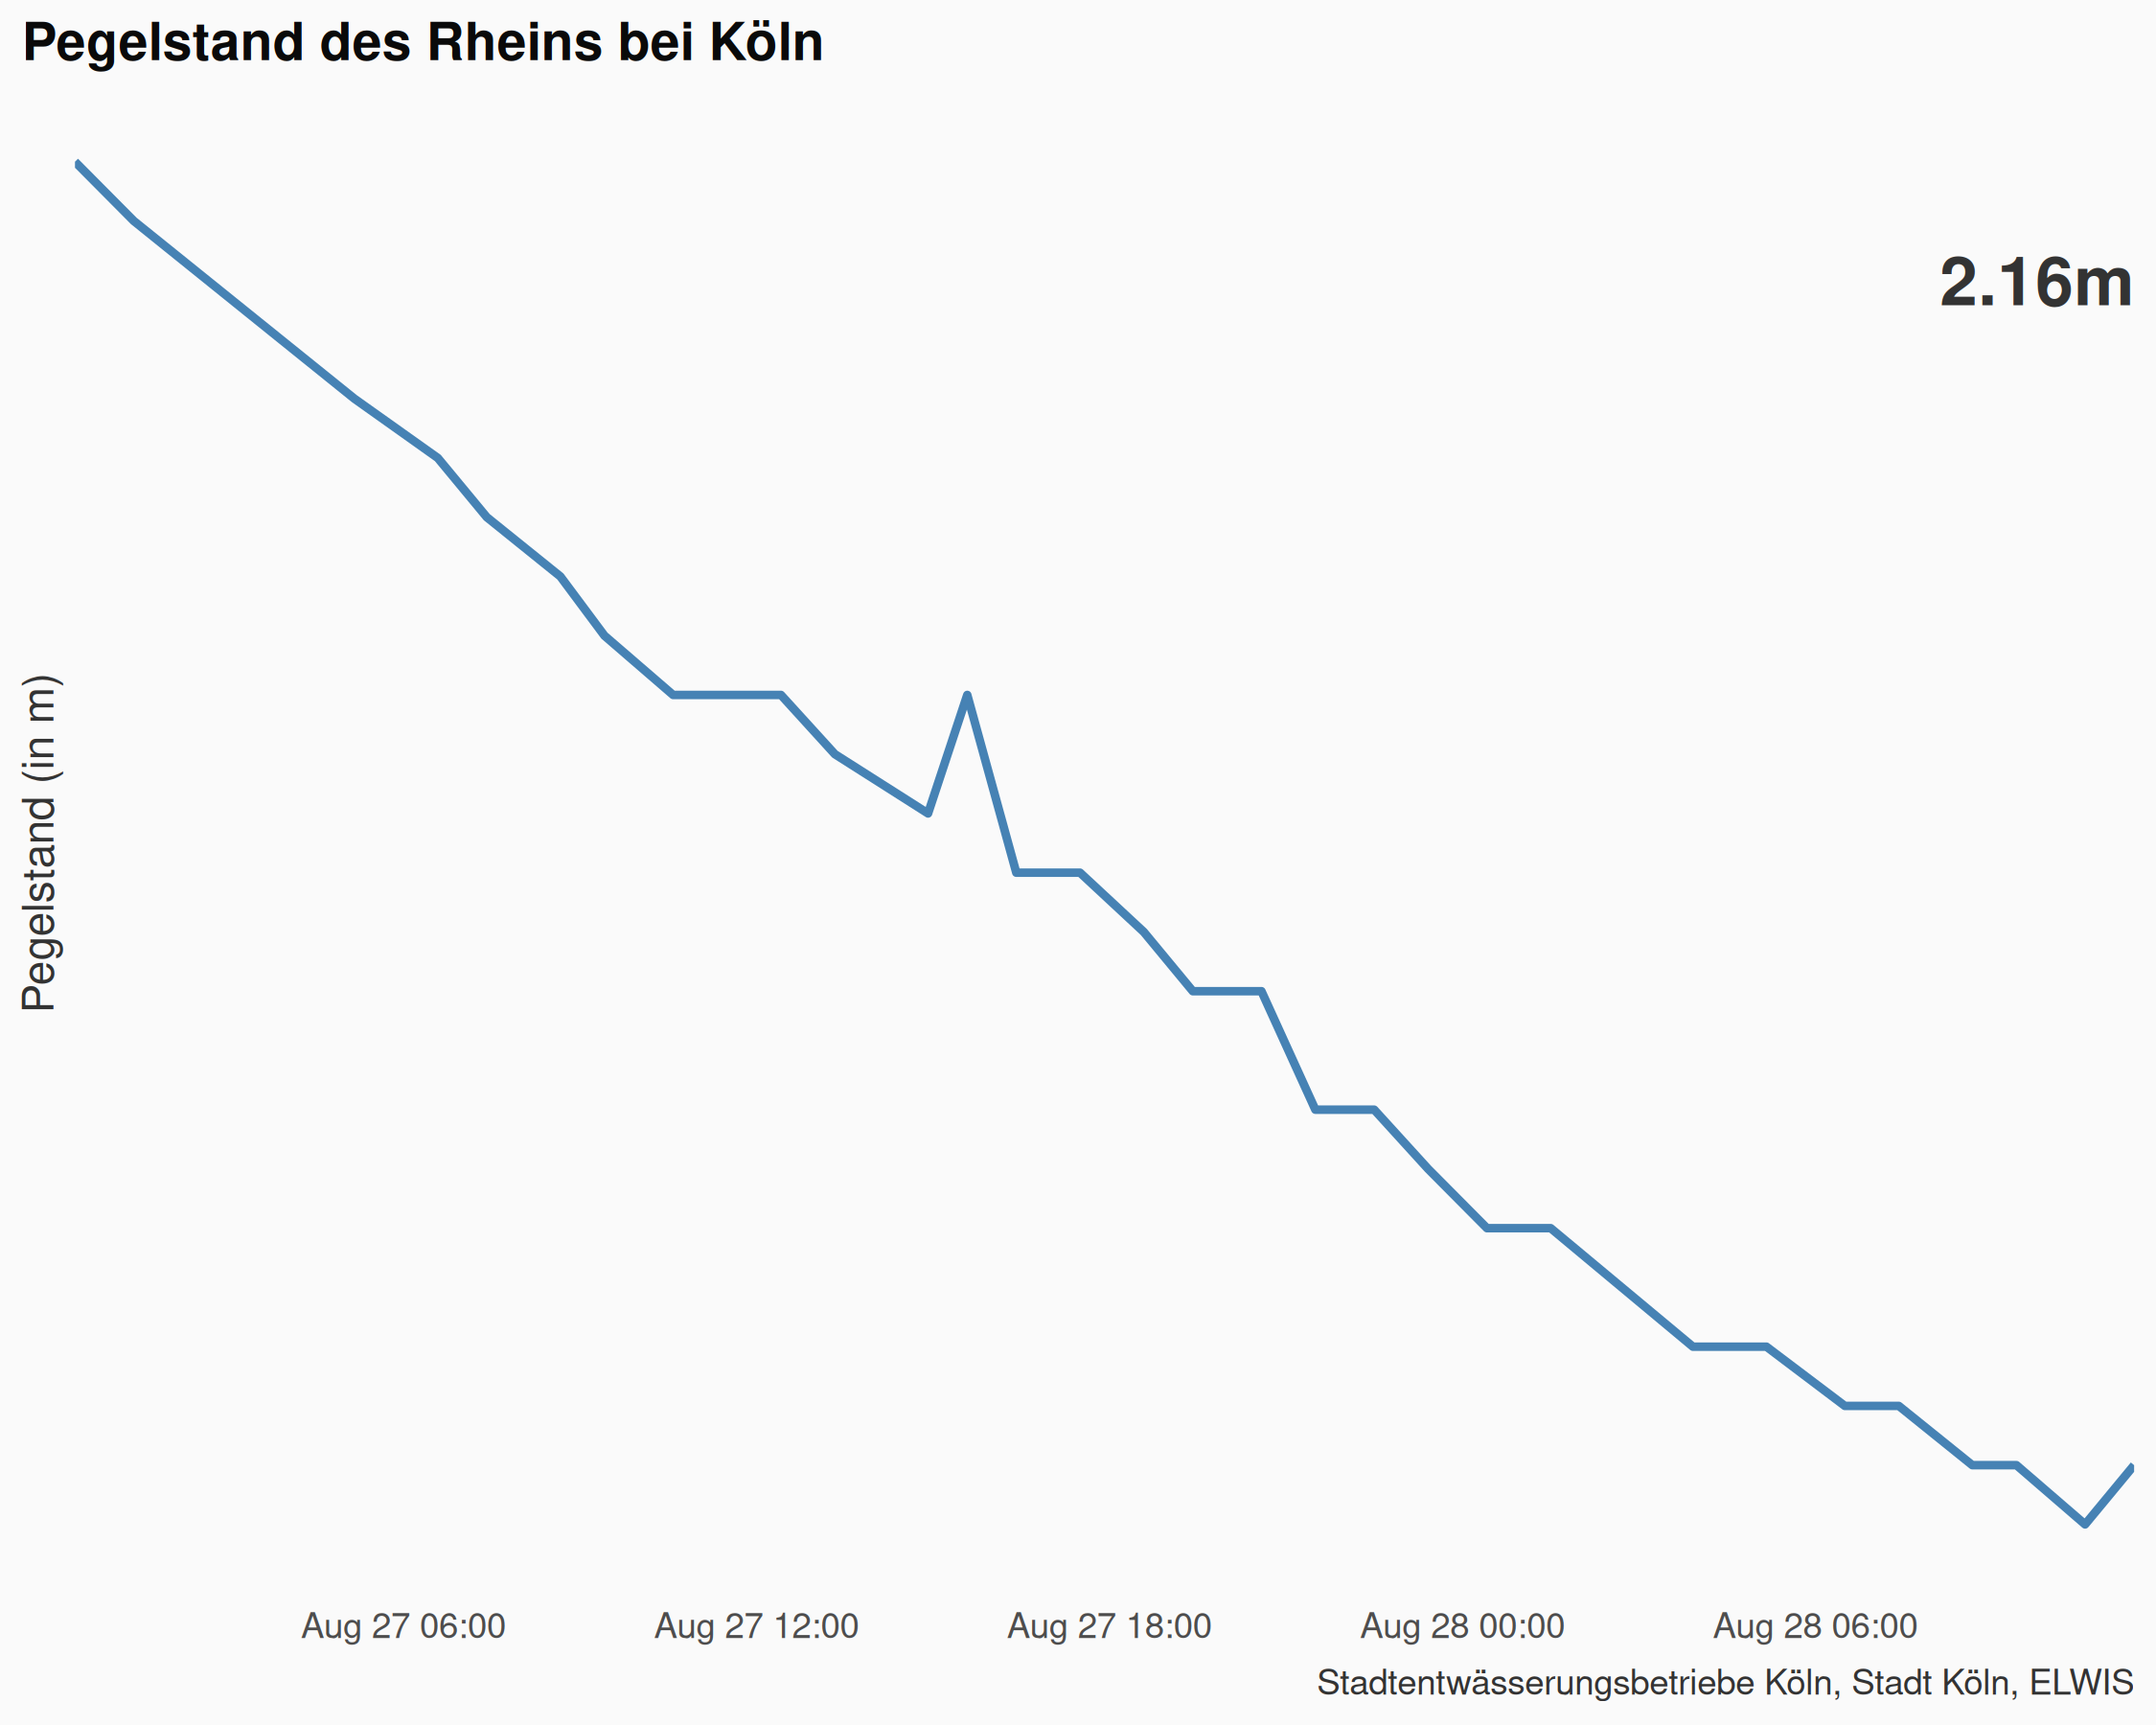 Pegelstand des Rheins bei Köln
2.16m
Pegelstand (in m)
Aug 27 06:00
Aug 27 12:00
Aug 27 18:00
Aug 28 00:00
Aug 28 06:00
Stadtentwässerungsbetriebe Köln, Stadt Köln, ELWIS